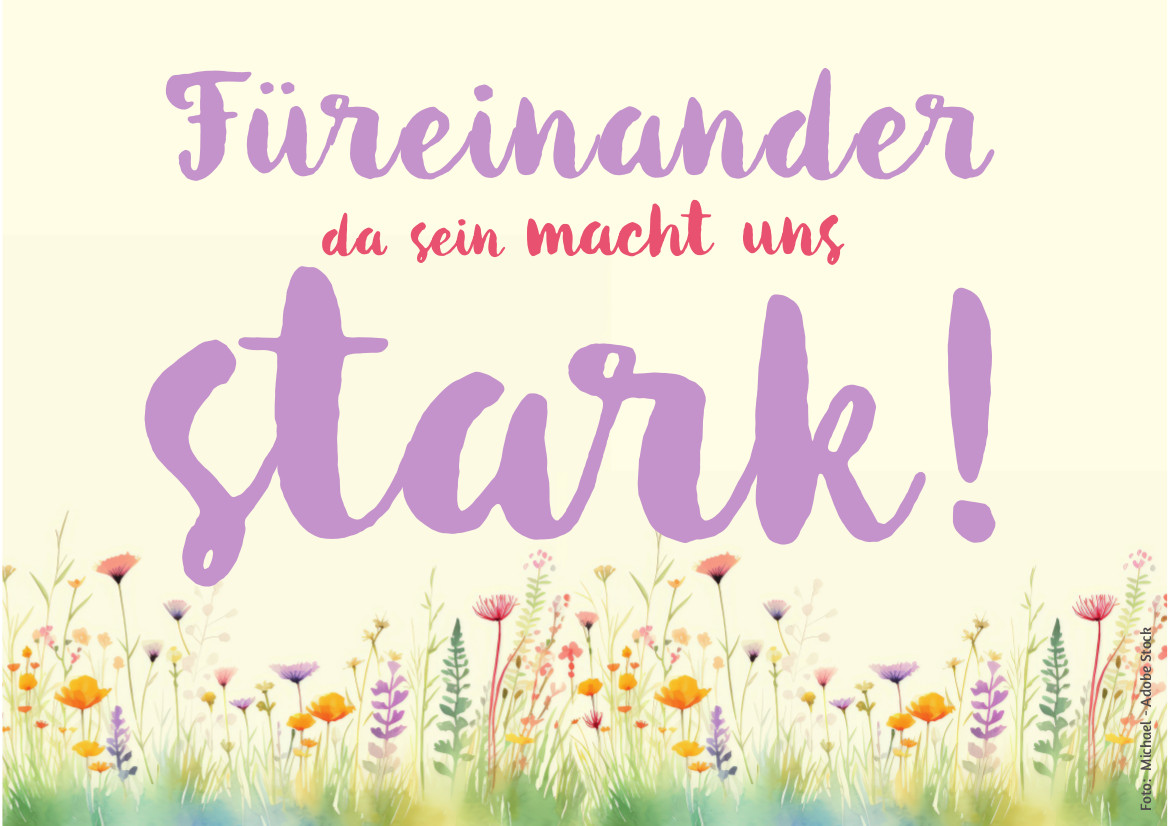 Füreinander
da sein macht uns
stark!
Foto: Michael - Adobe Stock